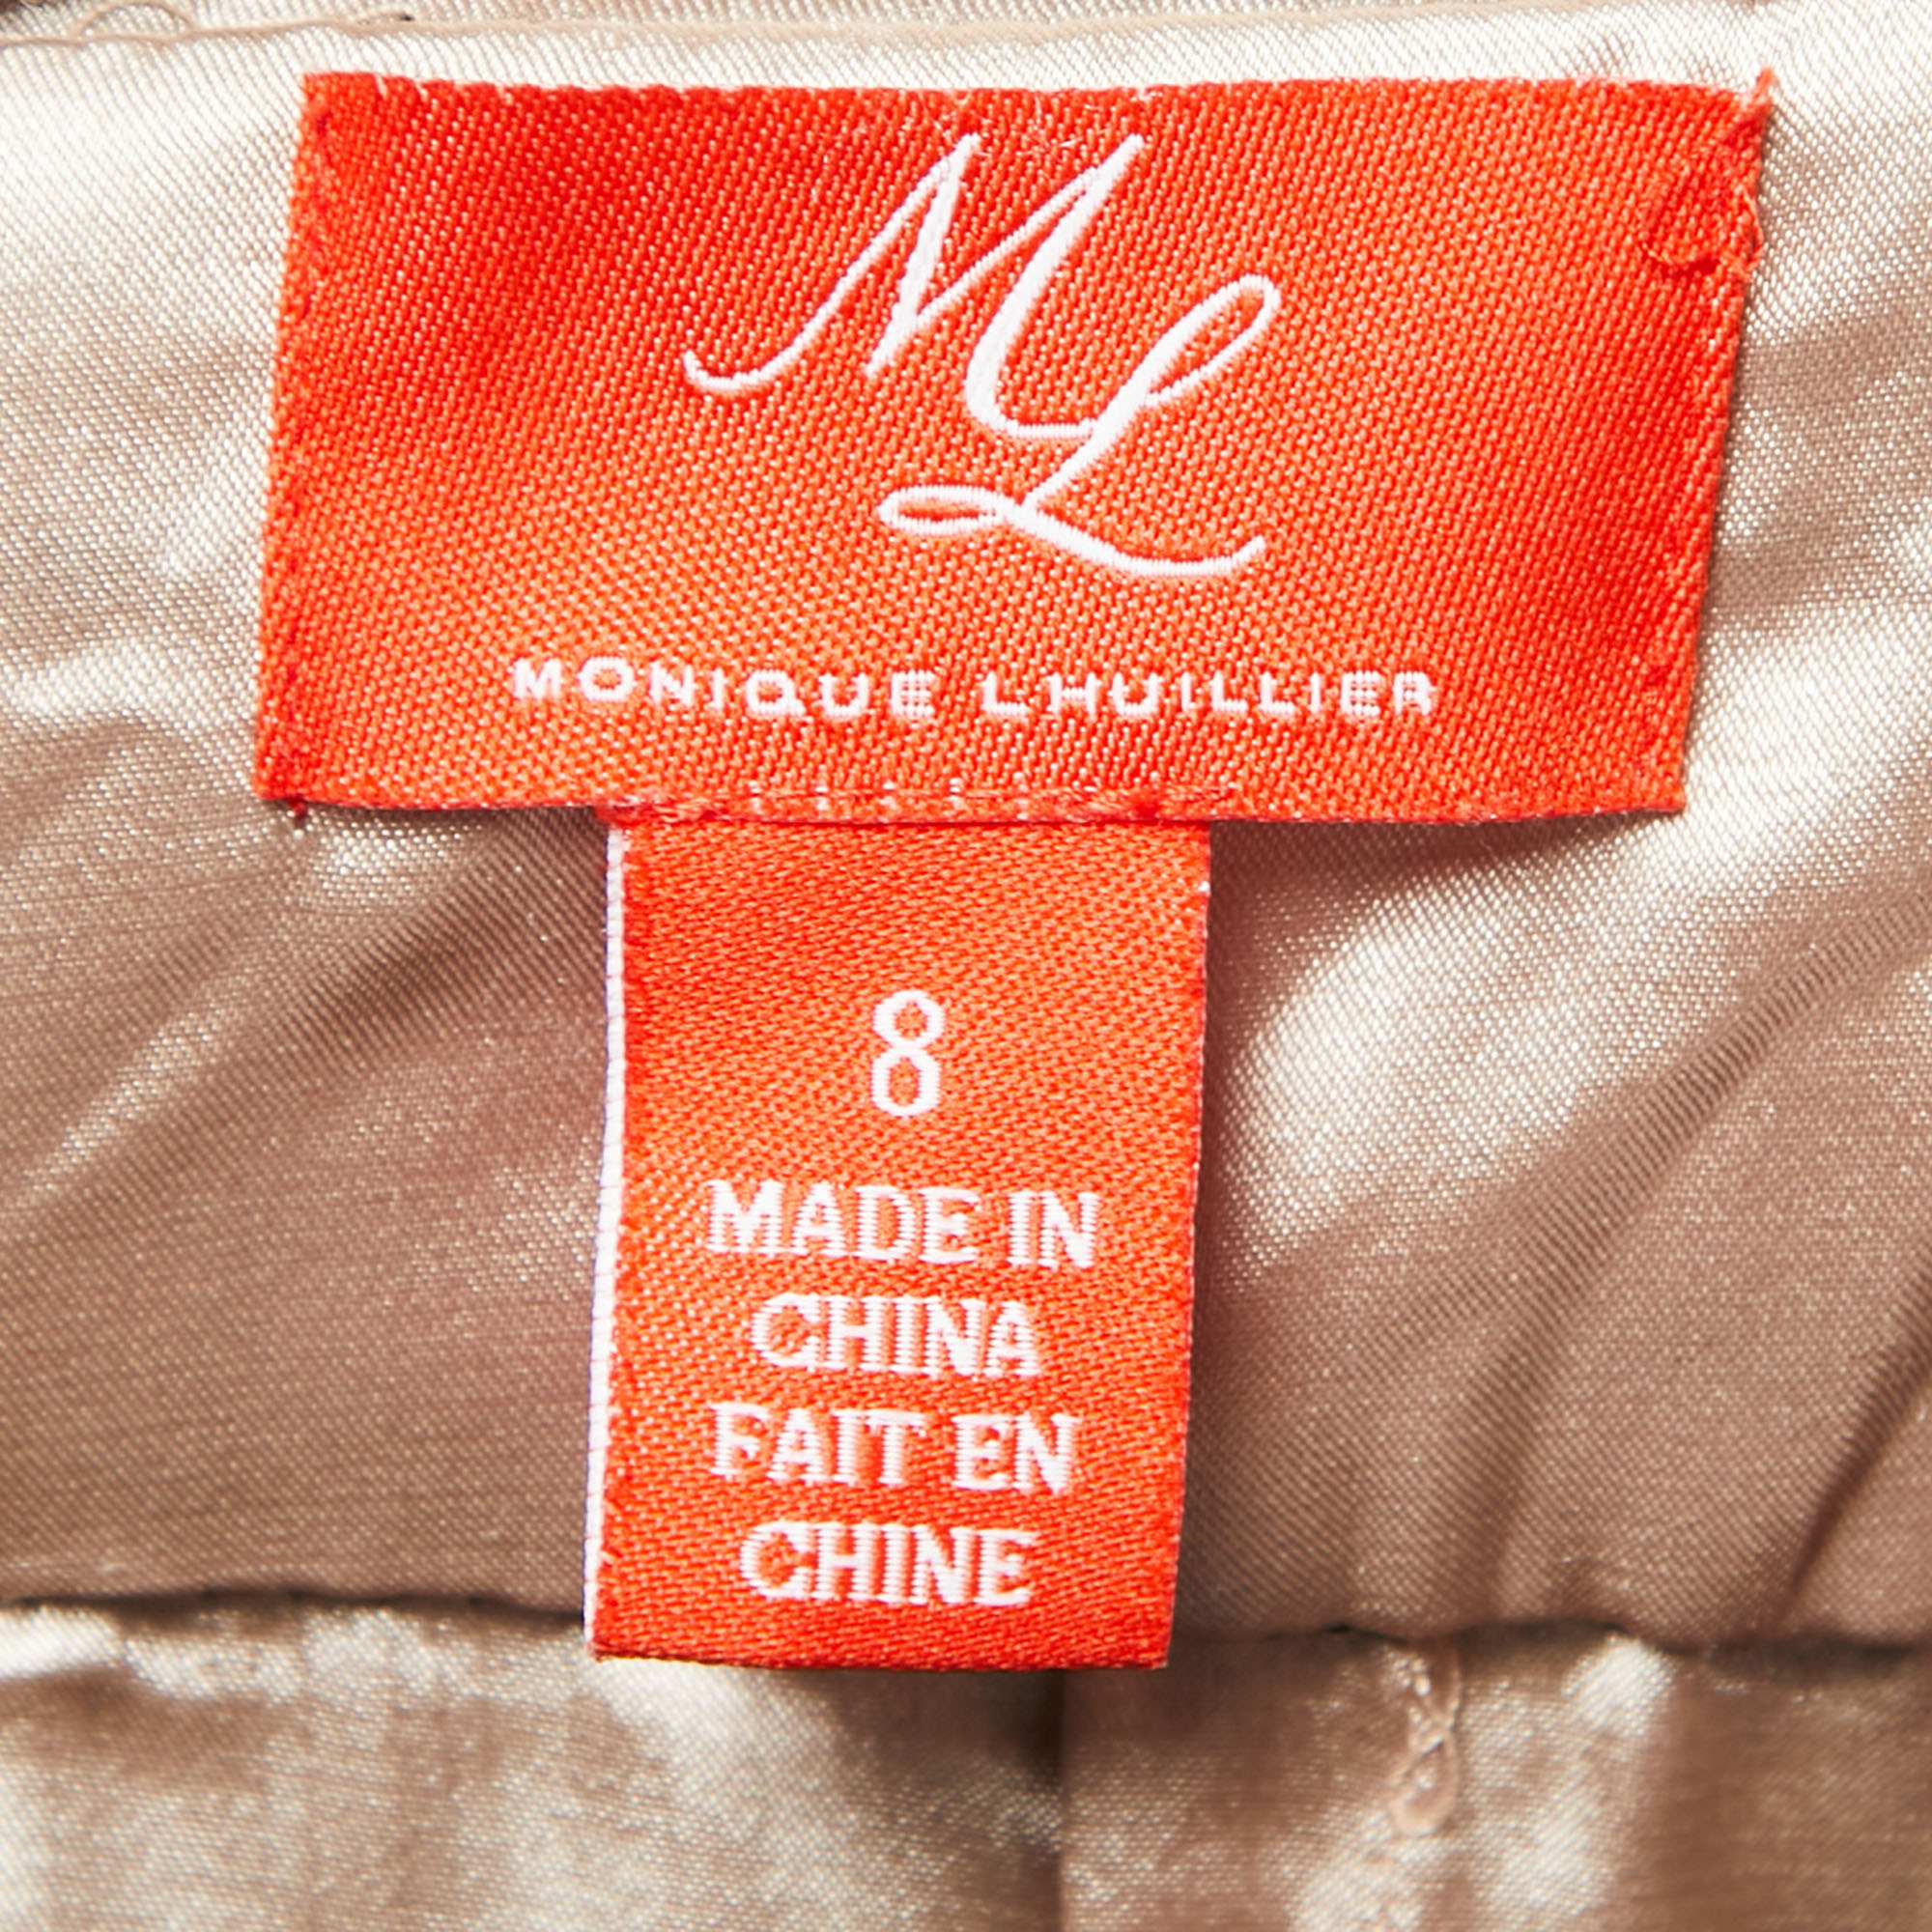 ML
MONIQUE LHUILLIER
8
MADE IN
CHINA
FAIT EN
CHINE